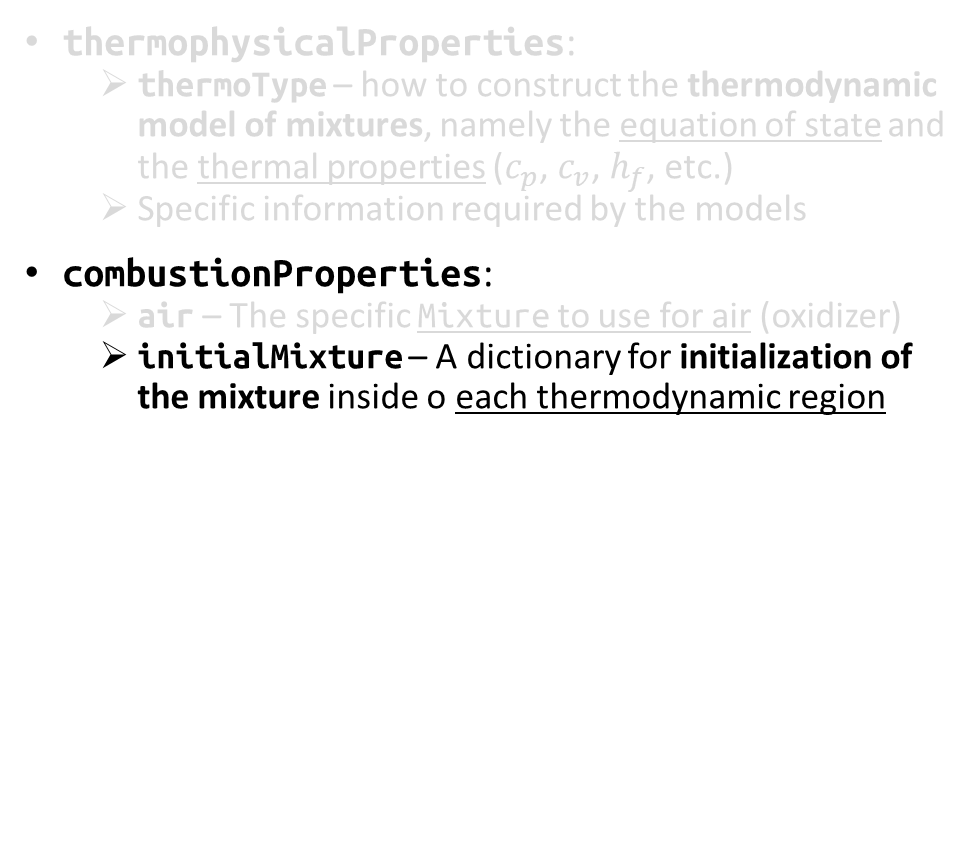 • thermophysicalProperties:
➢ thermoType – how to construct the thermodynamic
model of mixtures, namely the equation of state and
the thermal properties (c_p, c_v, h_f, etc.)
➢ Specific information required by the models
• combustionProperties:
➢ air – The specific Mixture to use for air (oxidizer)
➢ initialMixture – A dictionary for initialization of
the mixture inside o each thermodynamic region